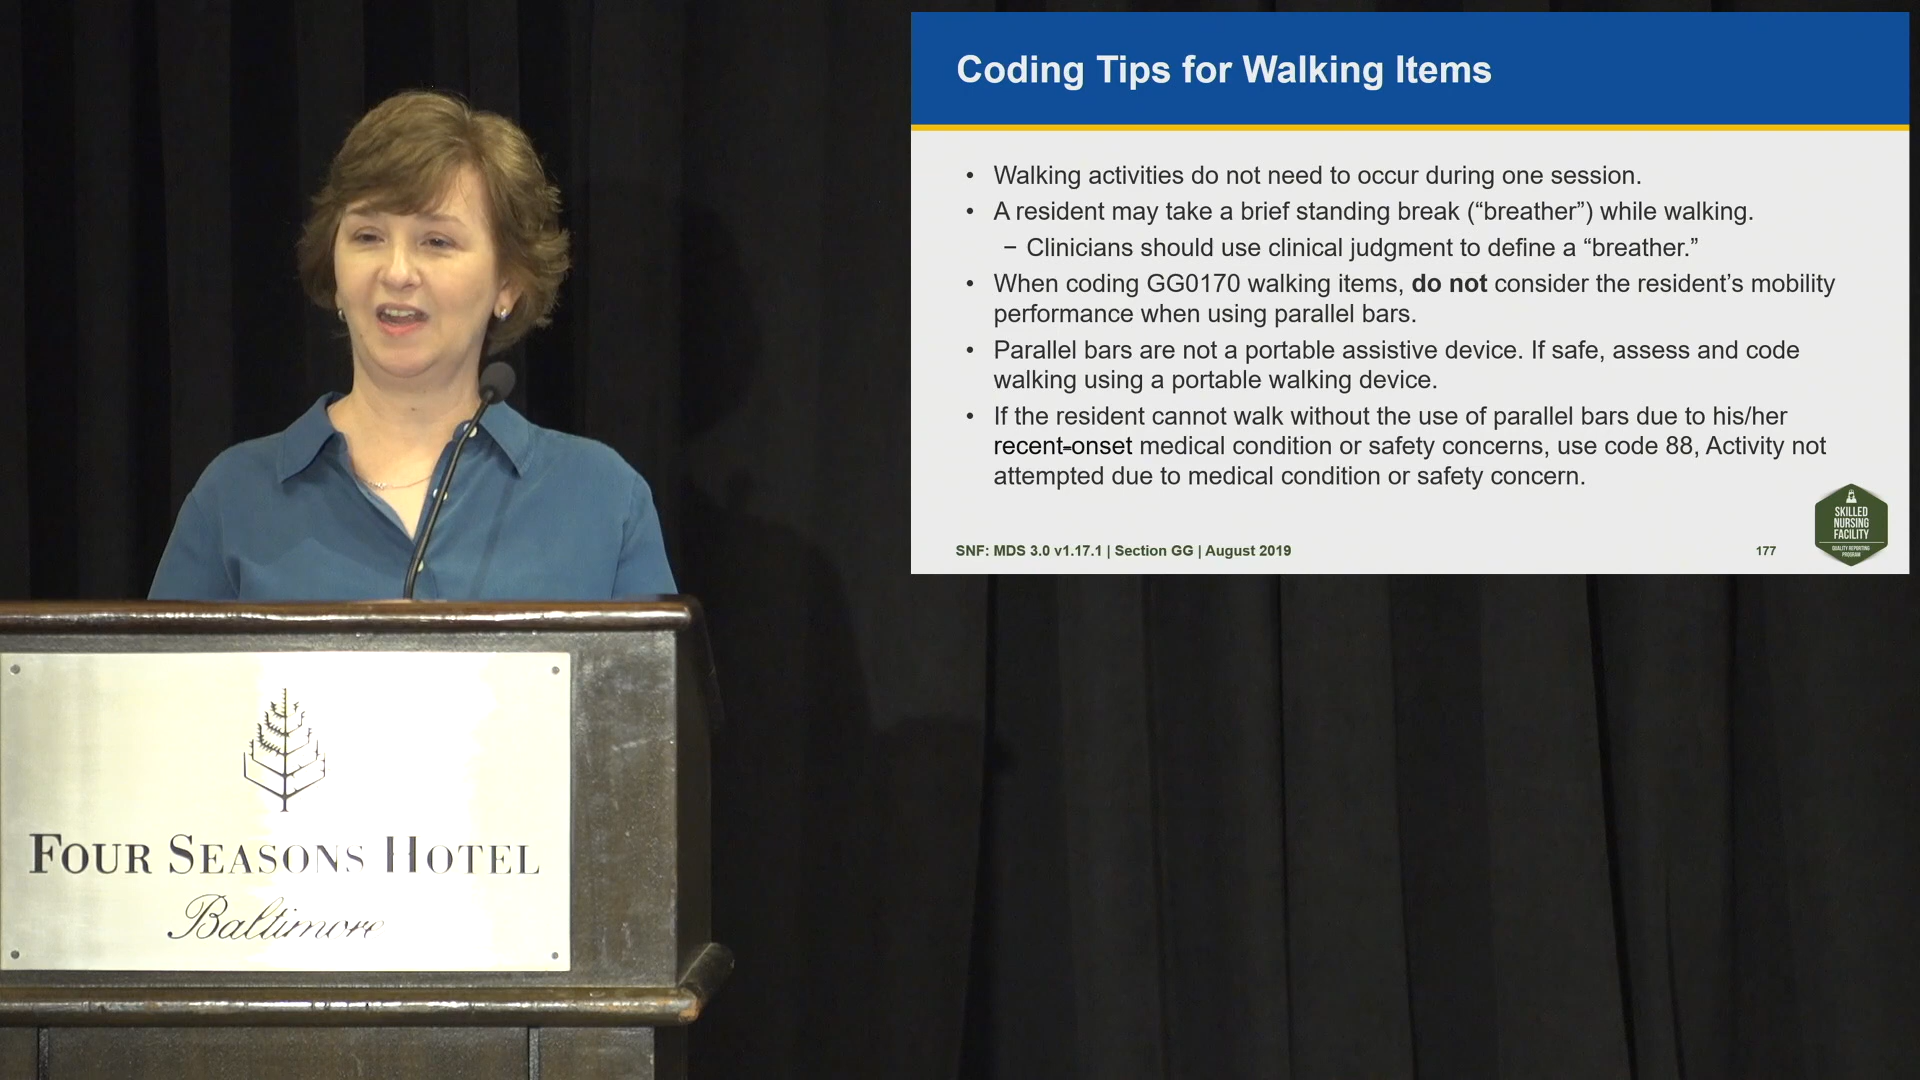 Coding Tips for Walking Items
• Walking activities do not need to occur during one session.
• A resident may take a brief standing break (“breather”) while walking.
− Clinicians should use clinical judgment to define a “breather.”
• When coding GG0170 walking items, do not consider the resident’s mobility
performance when using parallel bars.
• Parallel bars are not a portable assistive device. If safe, assess and code
walking using a portable walking device.
• If the resident cannot walk without the use of parallel bars due to his/her
recent-onset medical condition or safety concerns, use code 88, Activity not
attempted due to medical condition or safety concern.
SNF: MDS 3.0 v1.17.1 | Section GG | August 2019
177
SKILLED
NURSING
FACILITY
QUALITY REPORTING
PROGRAM
FOUR SEASONS HOTEL
Baltimore